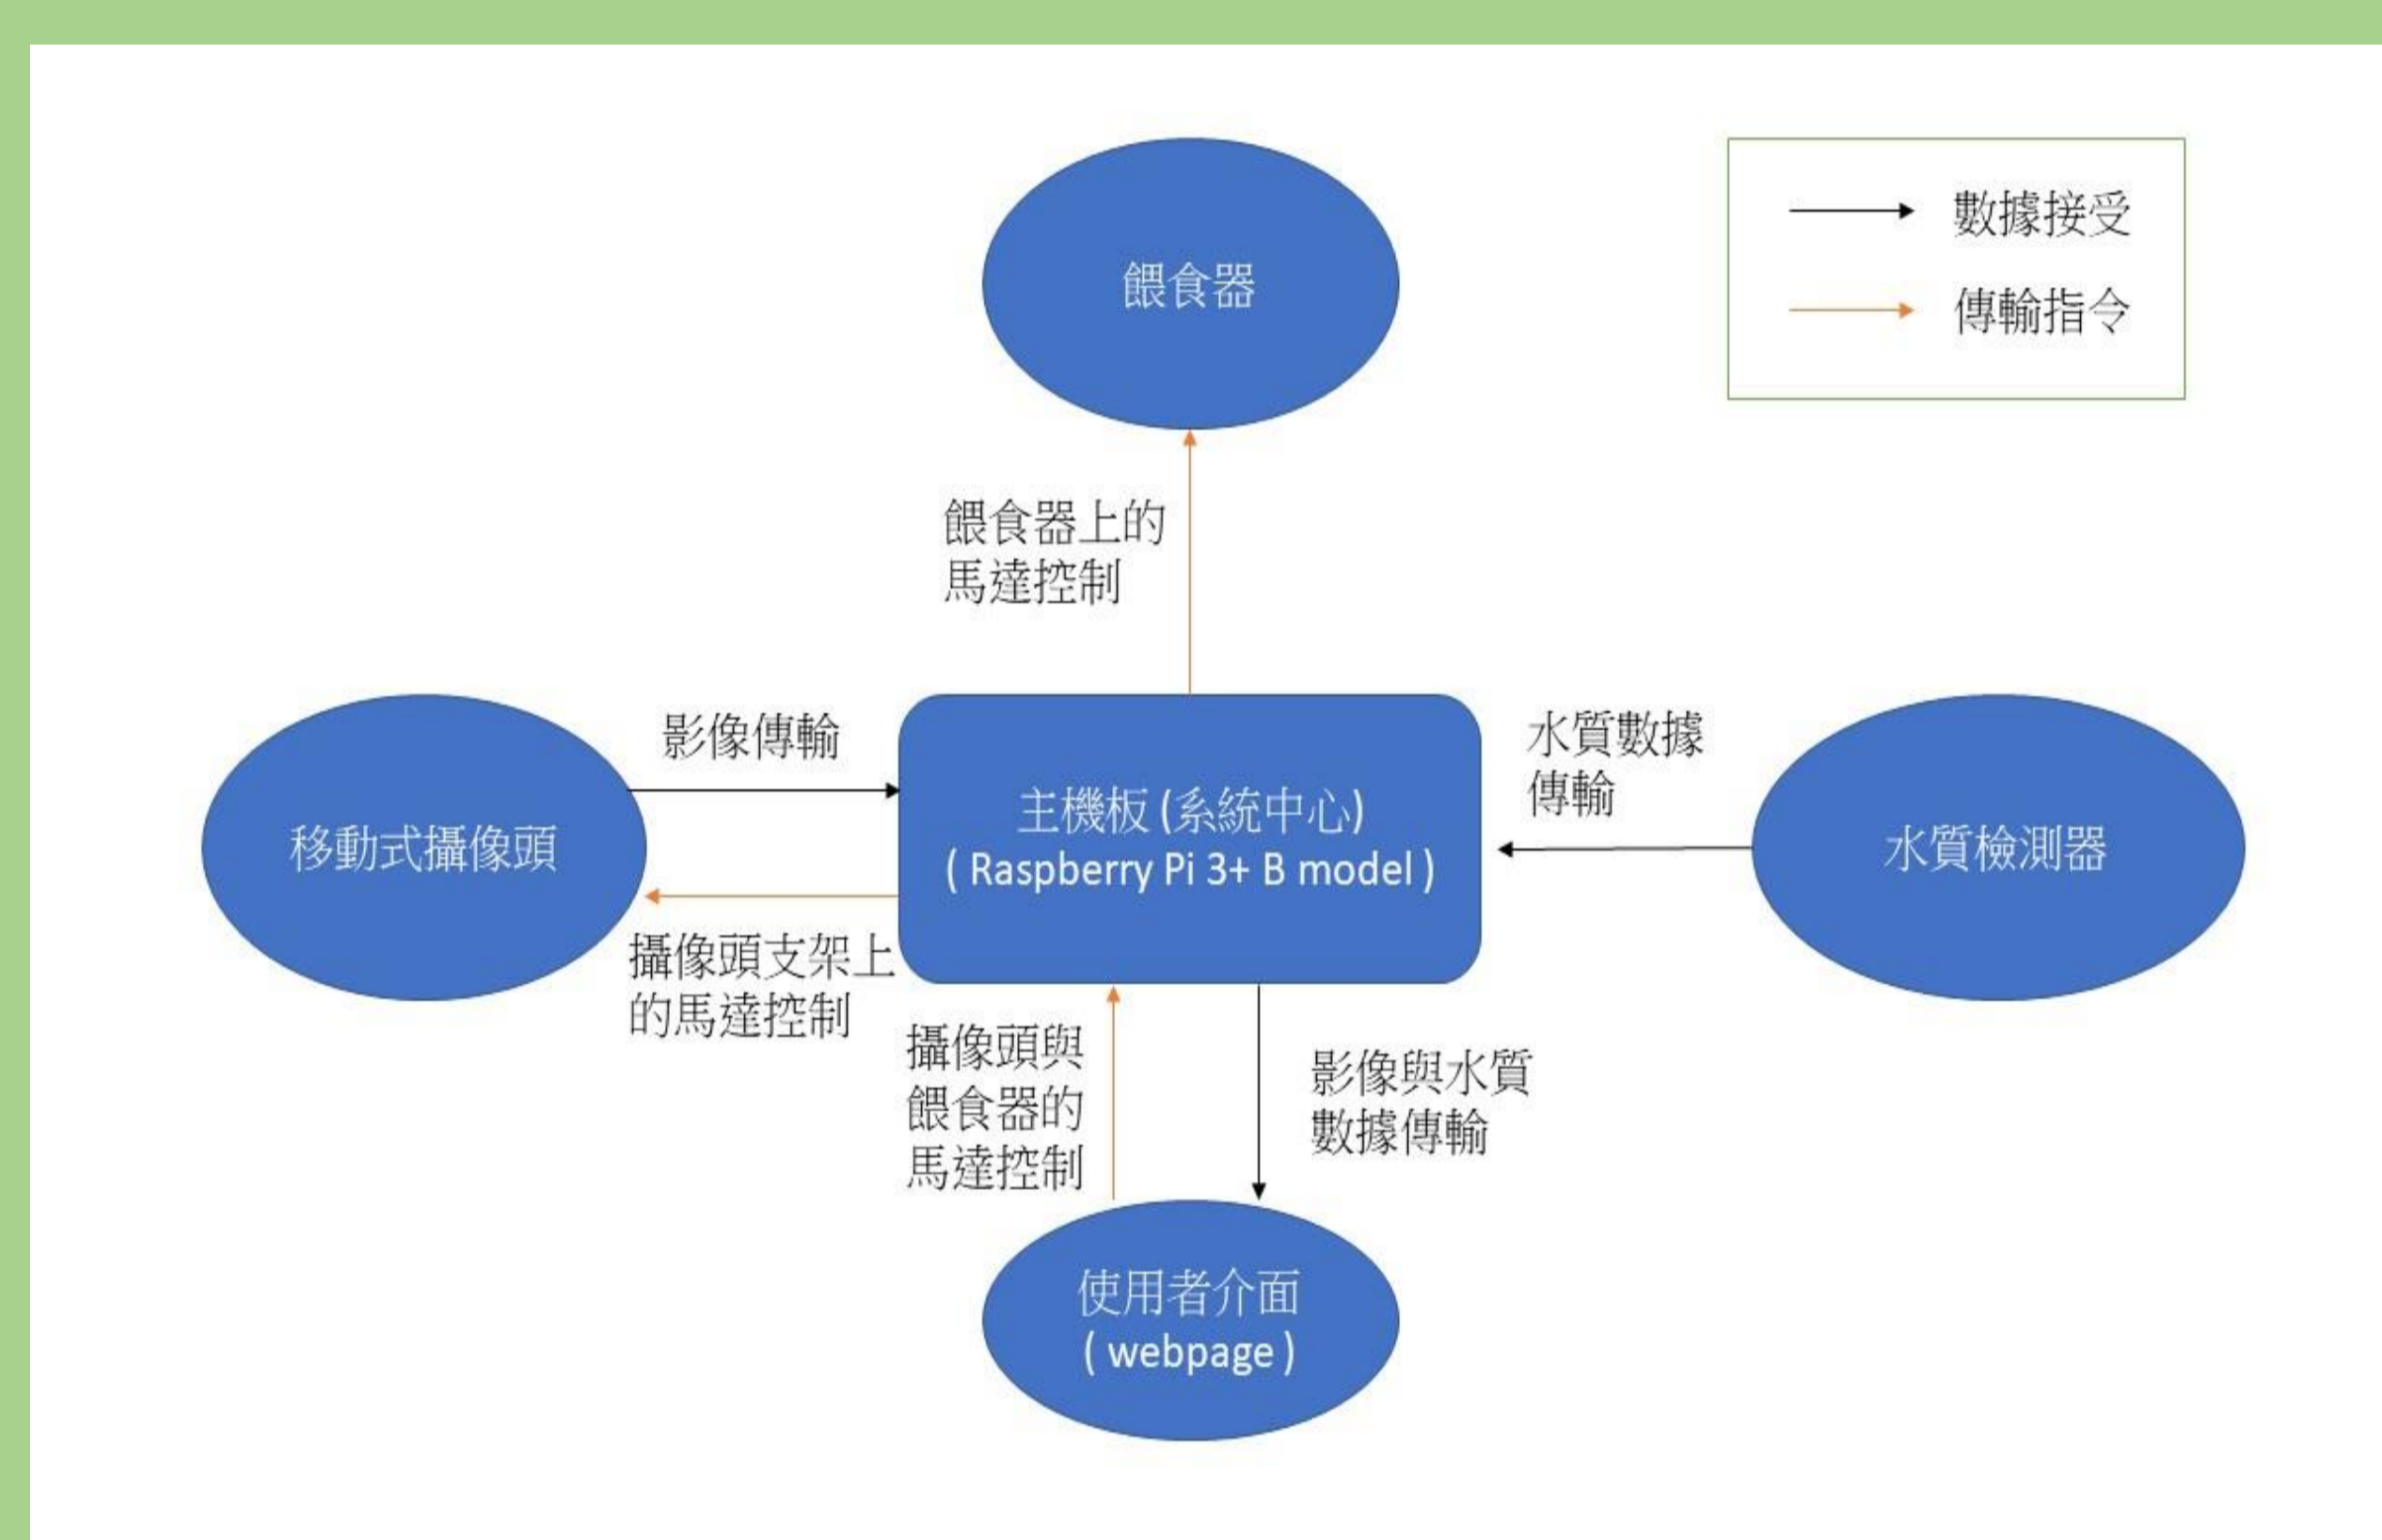 餵食器
數據接受
傳輸指令
餵食器上的
馬達控制
影像傳輸
水質數據
傳輸
移動式攝像頭
主機板 (系統中心)
( Raspberry Pi 3+ B model )
水質檢測器
攝像頭支架上
的馬達控制
攝像頭與
餵食器的
馬達控制
影像與水質
數據傳輸
使用者介面
( webpage )